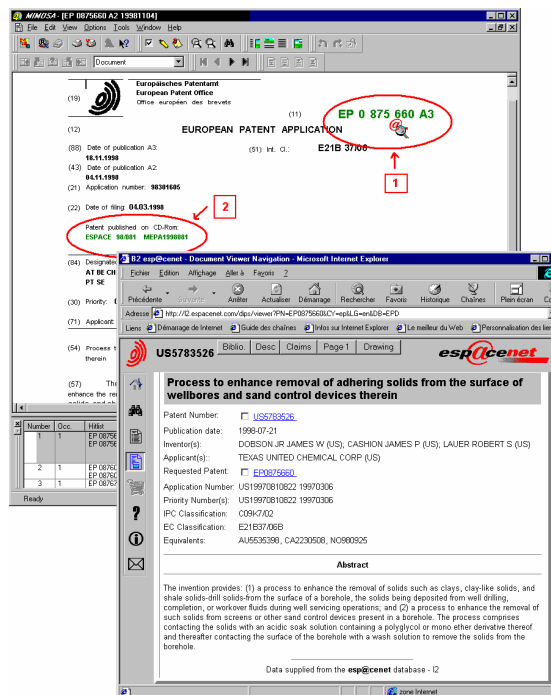 MIMOSA - [EP 0875660 A2 19981104]
File Edit View Options Tools Window Help
Document
Europäisches Patentamt
European Patent Office
Office européen des brevets
(19)
(11) EP 0 875 660 A3
(12) EUROPEAN PATENT APPLICATION
(88) Date of publication A3:
18.11.1998
(51) Int. Cl.: E21B 37/06
(43) Date of publication A2:
04.11.1998
1
(21) Application number: 98301605
(22) Date of filing: 04.03.1998
2
Patent published on CD-Rom:
ESPACE 98/081 MEPA1998081
(84) Designated
AT BE CH
PT SE
(30) Priority:
(71) Applicant:
(54) Process t
therein
(57) Th
enhance the re
Number Occ. Hitlist
1 1 EP 08756
EP 08756
2 1 EP 08760
EP 08760
3 1 EP 08767
Ready
B2 esp@cenet - Document Viewer Navigation - Microsoft Internet Explorer
Fichier Edition Affichage Aller à Favoris ?
Précédente Suivante Arrêter Actualiser Démarrage Rechercher Favoris Historique Chaînes Plein écran
Adresse http://l2.espacenet.com/dips/viewer?PN=EP0875660&CY=ep&LG=en&DB=EPD
Liens Démarrage de Internet Guide des chaînes Infos sur Internet Explorer Le meilleur du Web Personnalisation des lien
US5783526 Biblio. Desc Claims Page 1 Drawing esp@cenet
Process to enhance removal of adhering solids from the surface of
wellbores and sand control devices therein
Patent Number: US5783526
Publication date: 1998-07-21
Inventor(s): DOBSON JR JAMES W (US); CASHION JAMES P (US); LAUER ROBERT S (US)
Applicant(s):: TEXAS UNITED CHEMICAL CORP (US)
Requested Patent: EP0875660
Application Number: US19970810822 19970306
Priority Number(s): US19970810822 19970306
IPC Classification: C09K7/02
EC Classification: E21B37/06B
Equivalents: AU5535398, CA2230508, NO980925
Abstract
The invention provides: (1) a process to enhance the removal of solids such as clays, clay-like solids, and
shale solids-drill solids-from the surface of a borehole, the solids being deposited from well drilling,
completion, or workover fluids during well servicing operations; and (2) a process to enhance the removal of
such solids from screens or other sand control devices present in a borehole. The process comprises
contacting the solids with an acidic soak solution containing a polyglycol or mono ether derivative thereof
and thereafter contacting the surface of the borehole with a wash solution to remove the solids from the
borehole.
Data supplied from the esp@cenet database - l2
zone Internet